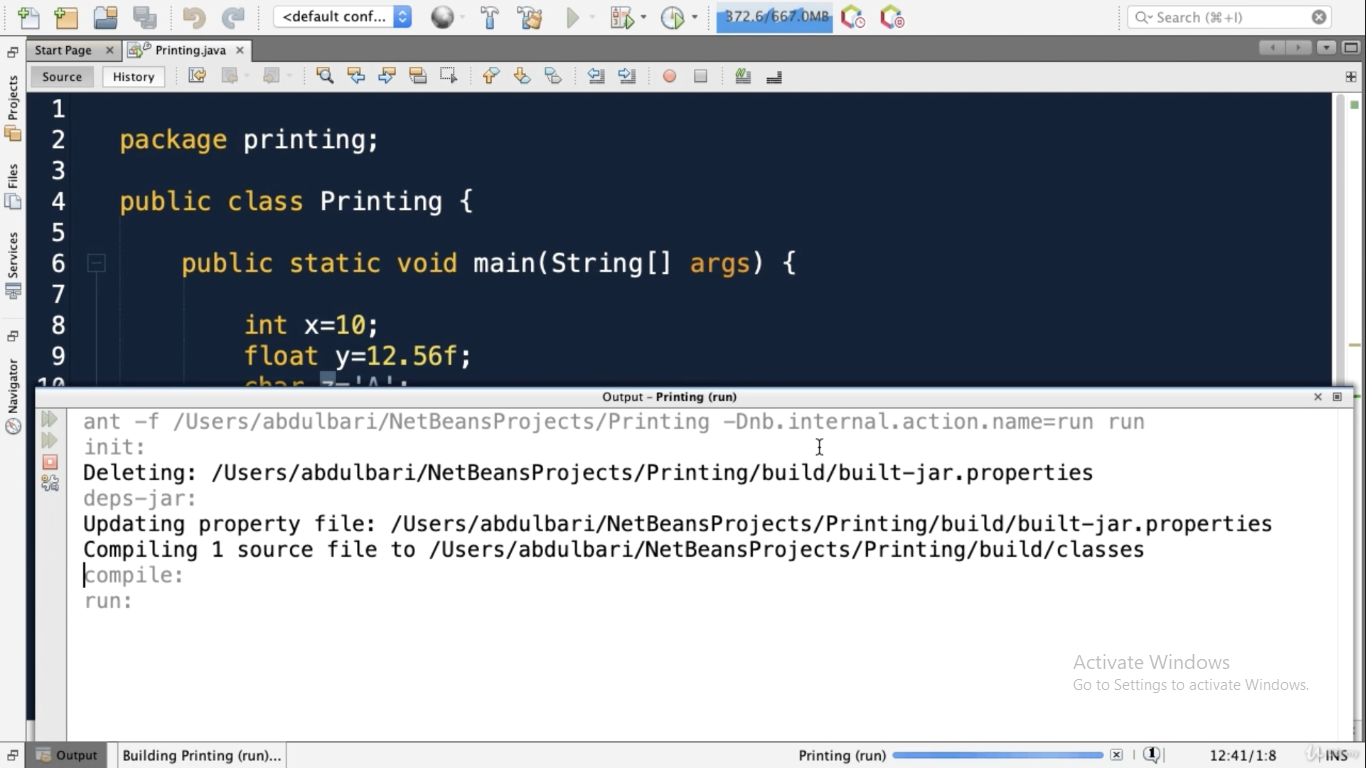 <default conf...
372.6/667.0MB
Search (⌘+I)
Start Page
Printing.java
Source
History
Projects
Files
Services
Navigator
1
2 package printing;
3
4 public class Printing {
5
6 public static void main(String[] args) {
7
8 int x=10;
9 float y=12.56f;
10 char z='A';
Output – Printing (run)
ant -f /Users/abdulbari/NetBeansProjects/Printing -Dnb.internal.action.name=run run
init:
Deleting: /Users/abdulbari/NetBeansProjects/Printing/build/built-jar.properties
deps-jar:
Updating property file: /Users/abdulbari/NetBeansProjects/Printing/build/built-jar.properties
Compiling 1 source file to /Users/abdulbari/NetBeansProjects/Printing/build/classes
compile:
run:
Activate Windows
Go to Settings to activate Windows.
Output
Building Printing (run)...
Printing (run)
1
12:41/1:8
INS